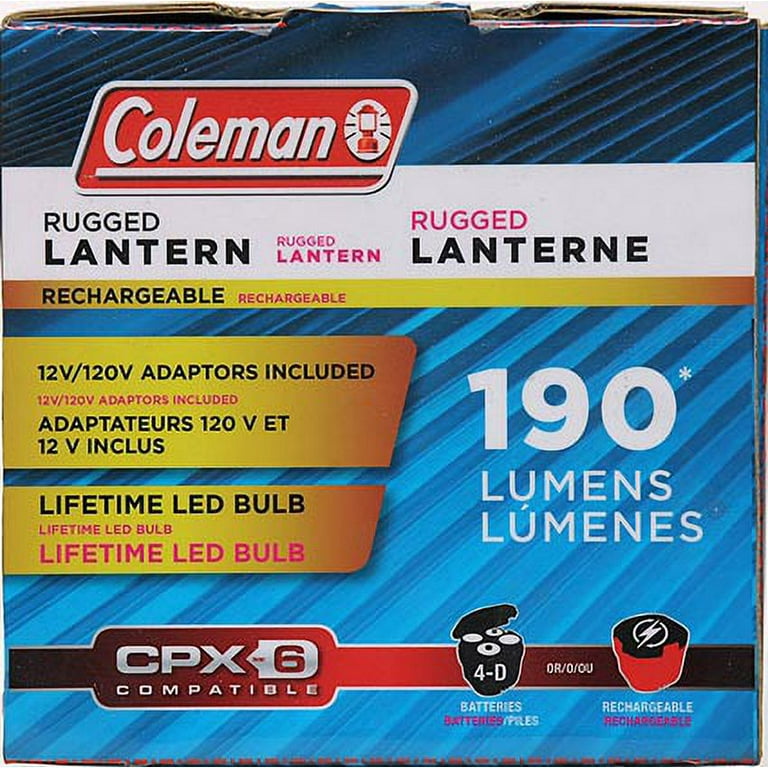 Coleman
RUGGED
LANTERN
RUGGED
LANTERN
RUGGED
LANTERNE
RECHARGEABLE RECHARGEABLE
12V/120V ADAPTORS INCLUDED
12V/120V ADAPTORS INCLUDED
ADAPTATEURS 120 V ET
12 V INCLUS
190*
LUMENS
LÚMENES*
LIFETIME LED BULB
LIFETIME LED BULB
LIFETIME LED BULB
CPX 6
COMPATIBLE
4-D
BATTERIES
BATTERIES/PILES
OR/O/OU
RECHARGEABLE
RECHARGEABLE